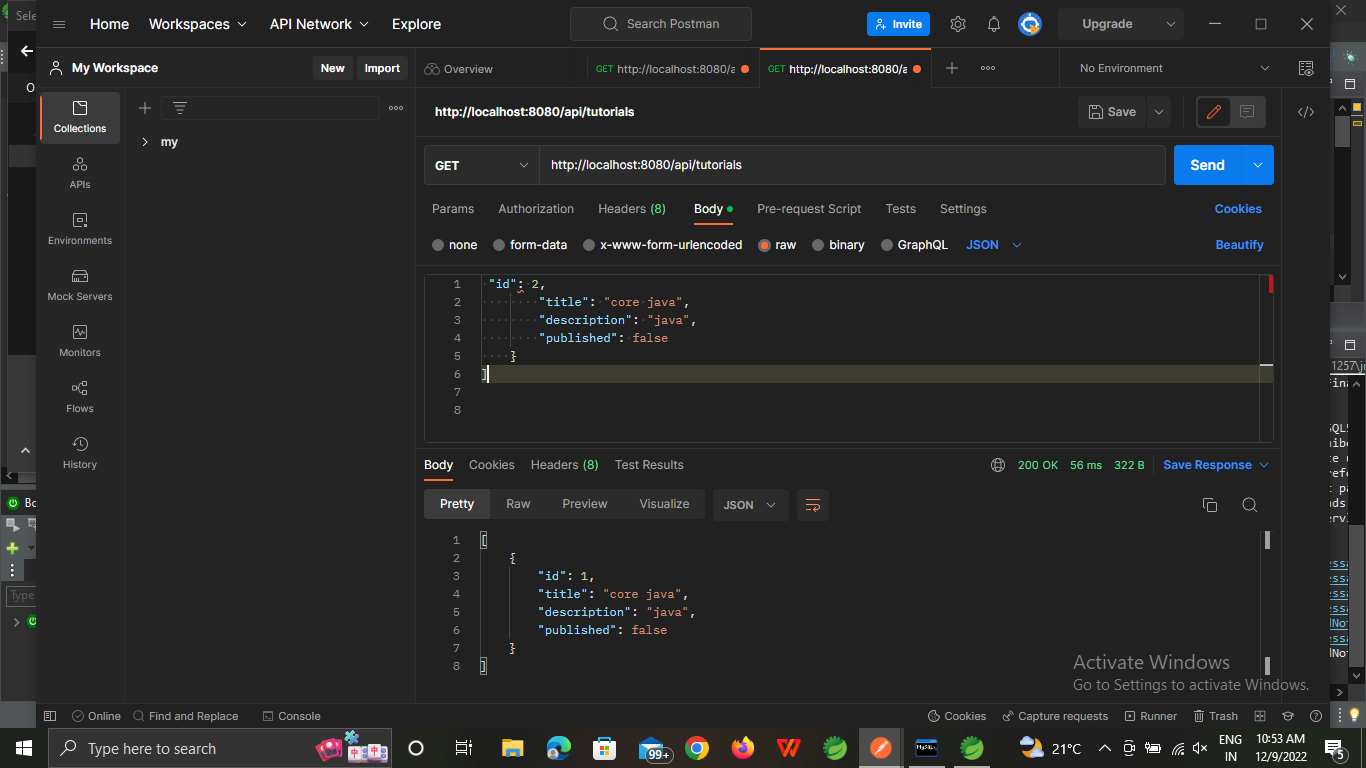 Sele
Home Workspaces API Network Explore
Search Postman
Invite
Upgrade
My Workspace
New Import
Overview
GET http://localhost:8080/a
GET http://localhost:8080/a
No Environment
Collections
APIs
Environments
Mock Servers
Monitors
Flows
History
my
http://localhost:8080/api/tutorials
Save
GET
http://localhost:8080/api/tutorials
Send
Params Authorization Headers (8) Body Pre-request Script Tests Settings
Cookies
none form-data x-www-form-urlencoded raw binary GraphQL JSON
Beautify
1 "id": 2,
2 "title": "core java",
3 "description": "java",
4 "published": false
5 }
6 ]
7
8
Body Cookies Headers (8) Test Results
200 OK 56 ms 322 B Save Response
Pretty Raw Preview Visualize JSON
1 [
2 {
3 "id": 1,
4 "title": "core java",
5 "description": "java",
6 "published": false
7 }
8 ]
Activate Windows
Go to Settings to activate Windows.
Online Find and Replace Console
Cookies Capture requests Runner Trash
Bo
Type
1257\j
Type here to search
99+
MySQL
21°C
ENG
IN
10:53 AM
12/9/2022
5